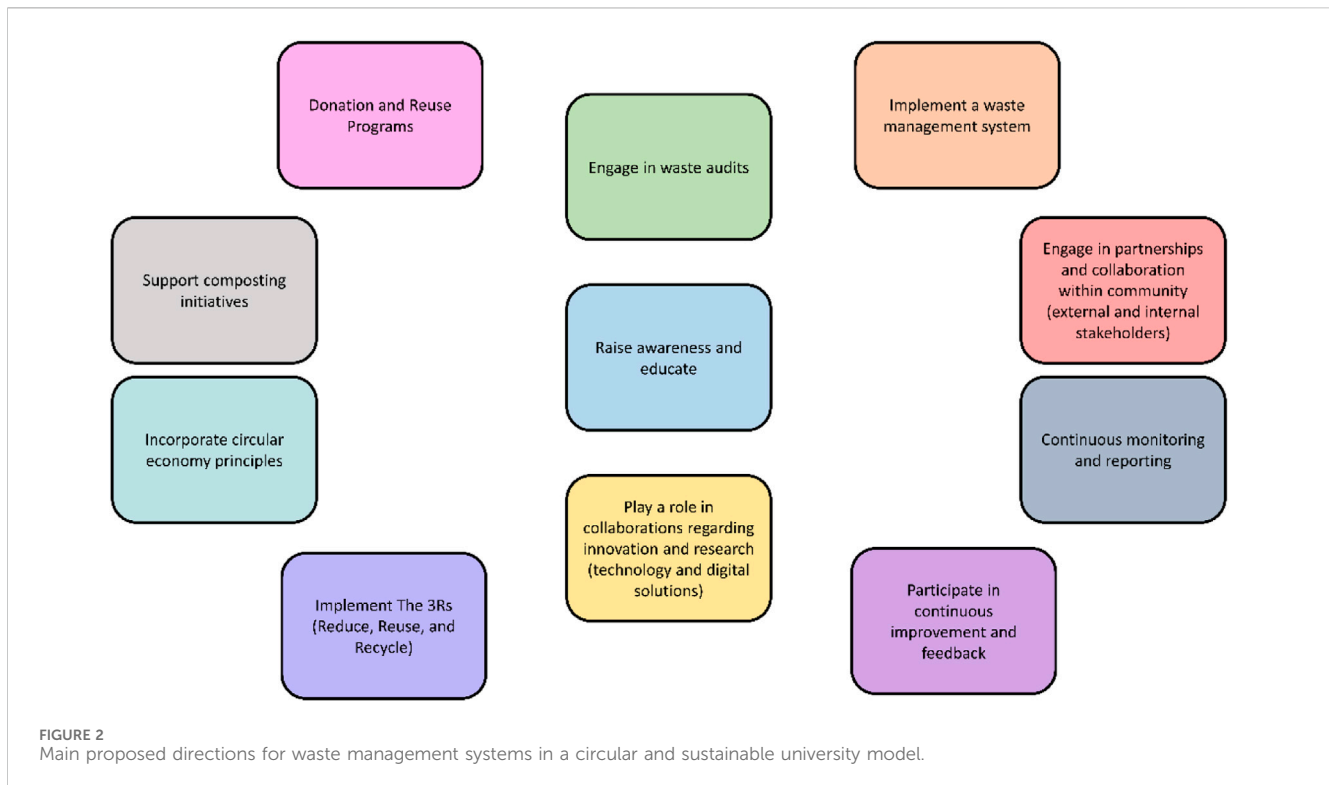 Donation and Reuse
Programs
Implement a waste
management system
Engage in waste audits
Support composting
initiatives
Engage in partnerships
and collaboration
within community
(external and internal
stakeholders)
Raise awareness and
educate
Incorporate circular
economy principles
Continuous monitoring
and reporting
Play a role in
collaborations regarding
innovation and research
(technology and digital
solutions)
Implement The 3Rs
(Reduce, Reuse, and
Recycle)
Participate in
continuous
improvement and
feedback
FIGURE 2
Main proposed directions for waste management systems in a circular and sustainable university model.